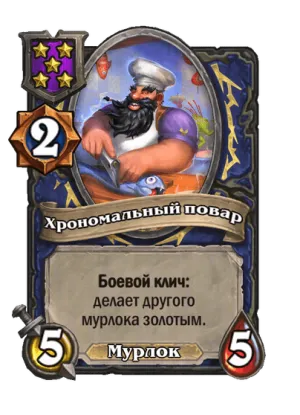 2
Хрономальный повар
Боевой клич:
делает другого
мурлока золотым.
5
Мурлок
5